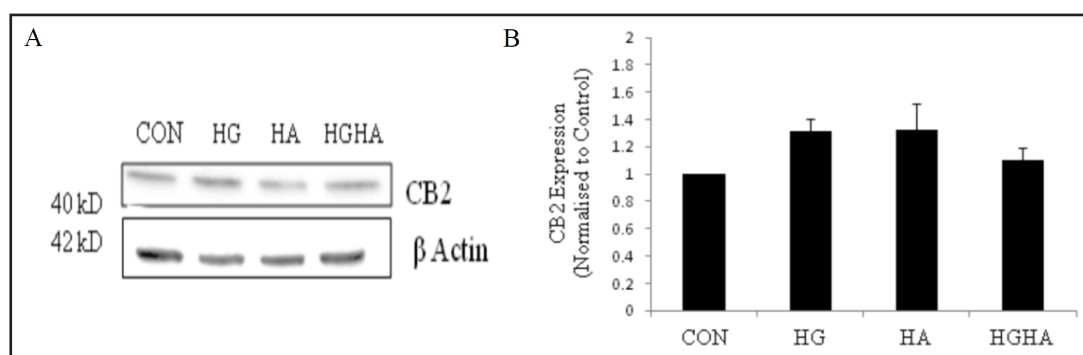 A
CON HG HA HGHA
CB2
40 kD
42 kD
β Actin
B
CB2 Expression
(Normalised to Control)
2
1.8
1.6
1.4
1.2
1
0.8
0.6
0.4
0.2
0
CON HG HA HGHA